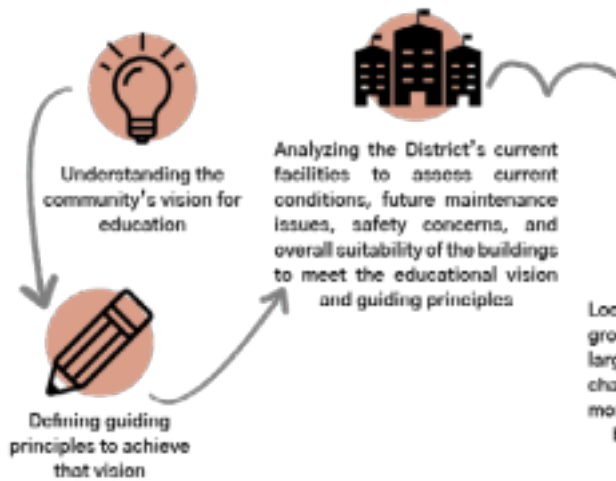 Understanding the
community's vision for
education
Defining guiding
principles to achieve
that vision
Analyzing the District's current
facilities to assess current
conditions, future maintenance
issues, safety concerns, and
overall suitability of the buildings
to meet the educational vision
and guiding principles